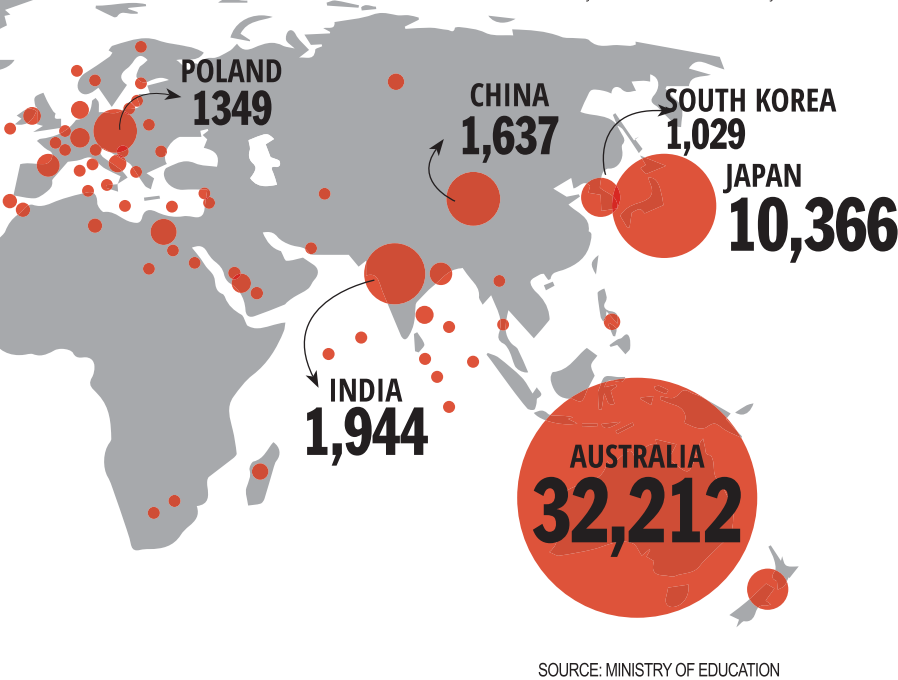 POLAND
1349
CHINA
1,637
SOUTH KOREA
1,029
JAPAN
10,366
INDIA
1,944
AUSTRALIA
32,212
SOURCE: MINISTRY OF EDUCATION